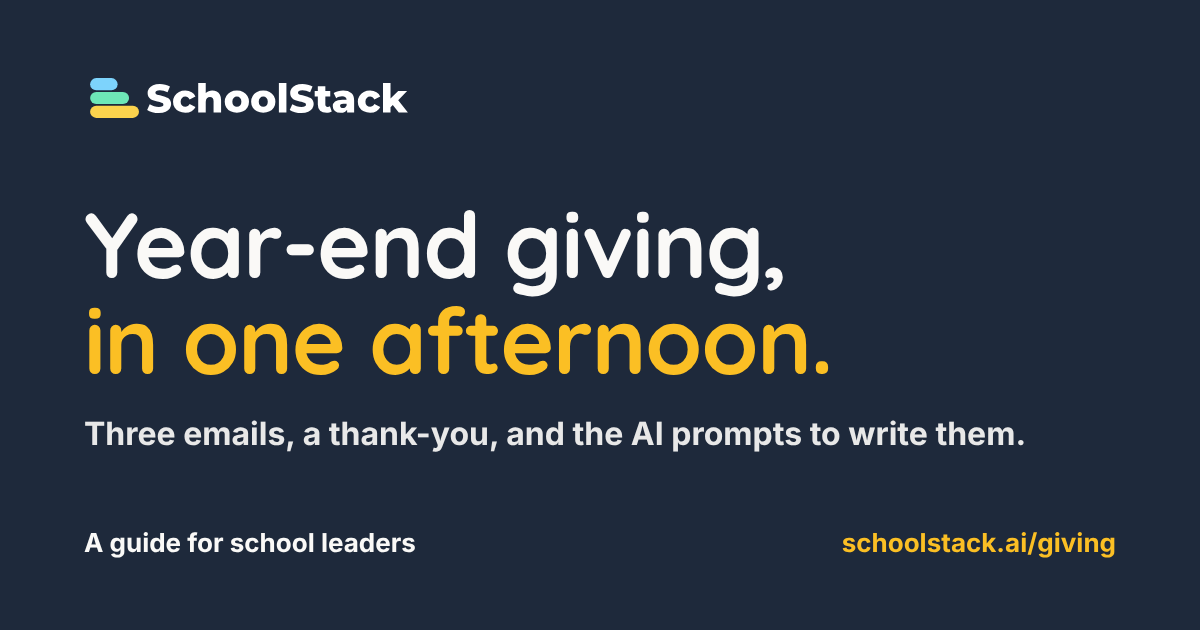 SchoolStack
Year-end giving,
in one afternoon.
Three emails, a thank-you, and the AI prompts to write them.
A guide for school leaders
schoolstack.ai/giving